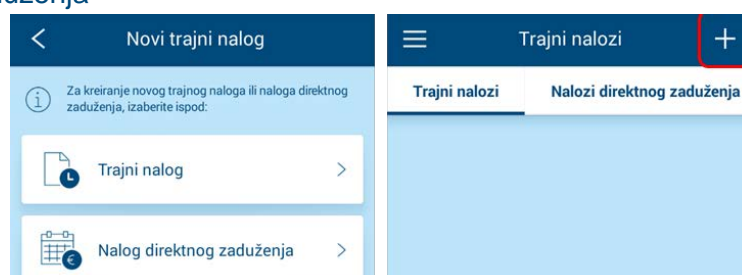 Novi trajni nalog
Za kreiranje novog trajnog naloga ili naloga direktnog
zaduženja, izaberite ispod:
Trajni nalog
Nalog direktnog zaduženja
Trajni nalozi
Trajni nalozi
Nalozi direktnog zaduženja